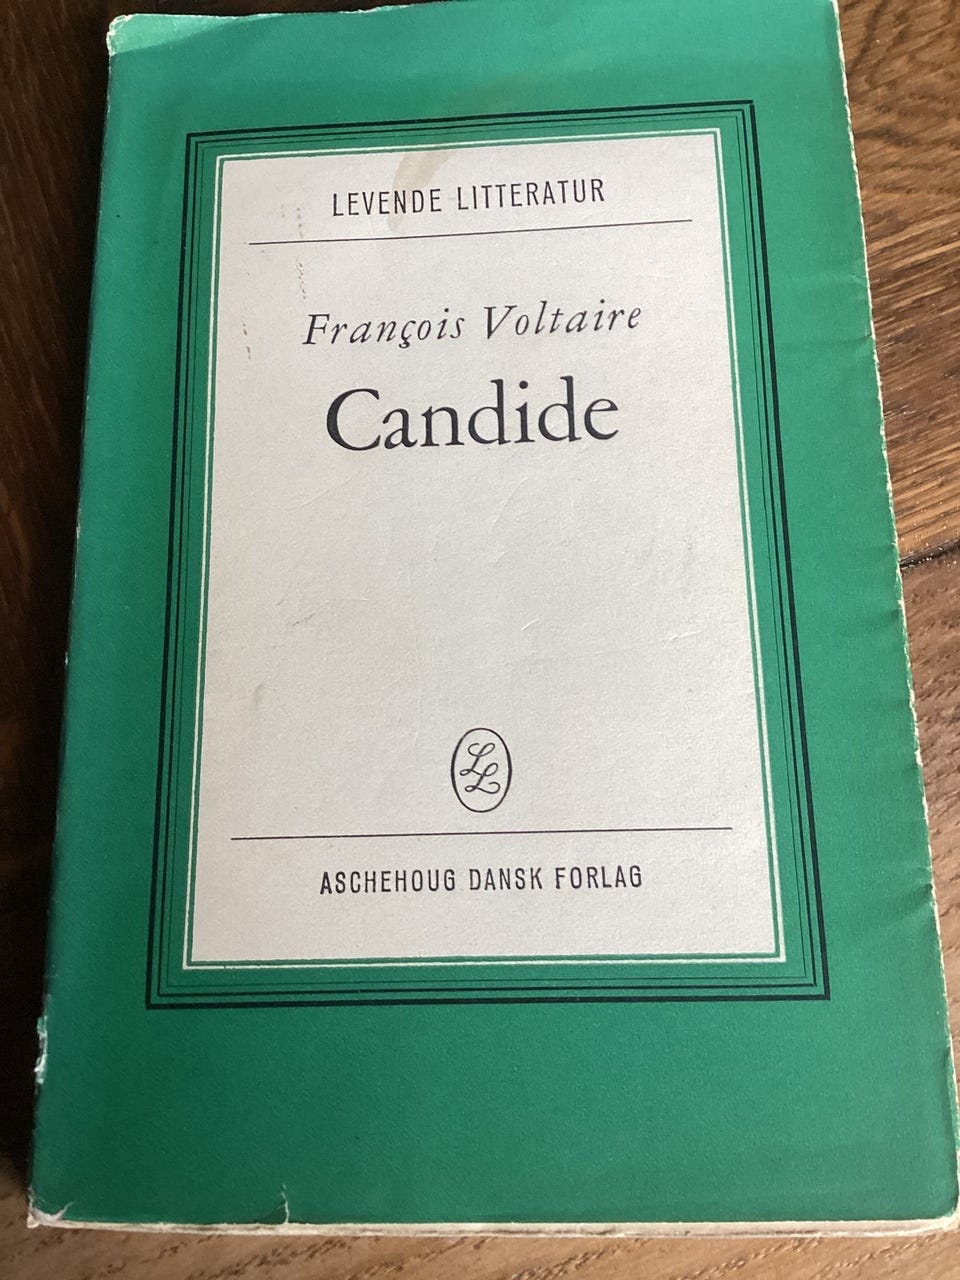 LEVENDE LITTERATUR
François Voltaire
Candide
LL
ASCHEHOUG DANSK FORLAG